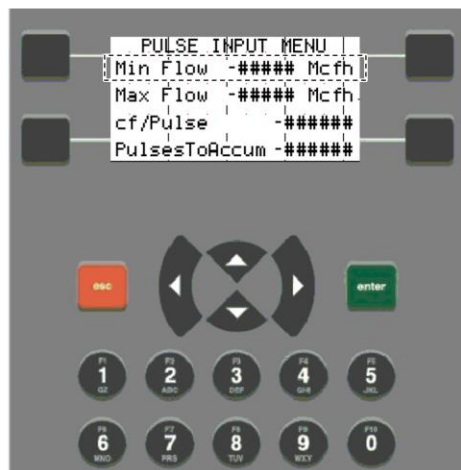 PULSE INPUT MENU
Min Flow -##### Mcfh
Max Flow -##### Mcfh
cf/Pulse -######
PulsesToAccum -######
esc
enter
F1 F2 F3 F4 F5
1 2 3 4 5
QZ ABC DEF GHI JKL
F6 F7 F8 F9 F10
6 7 8 9 0
MNO PRS TUV WXY